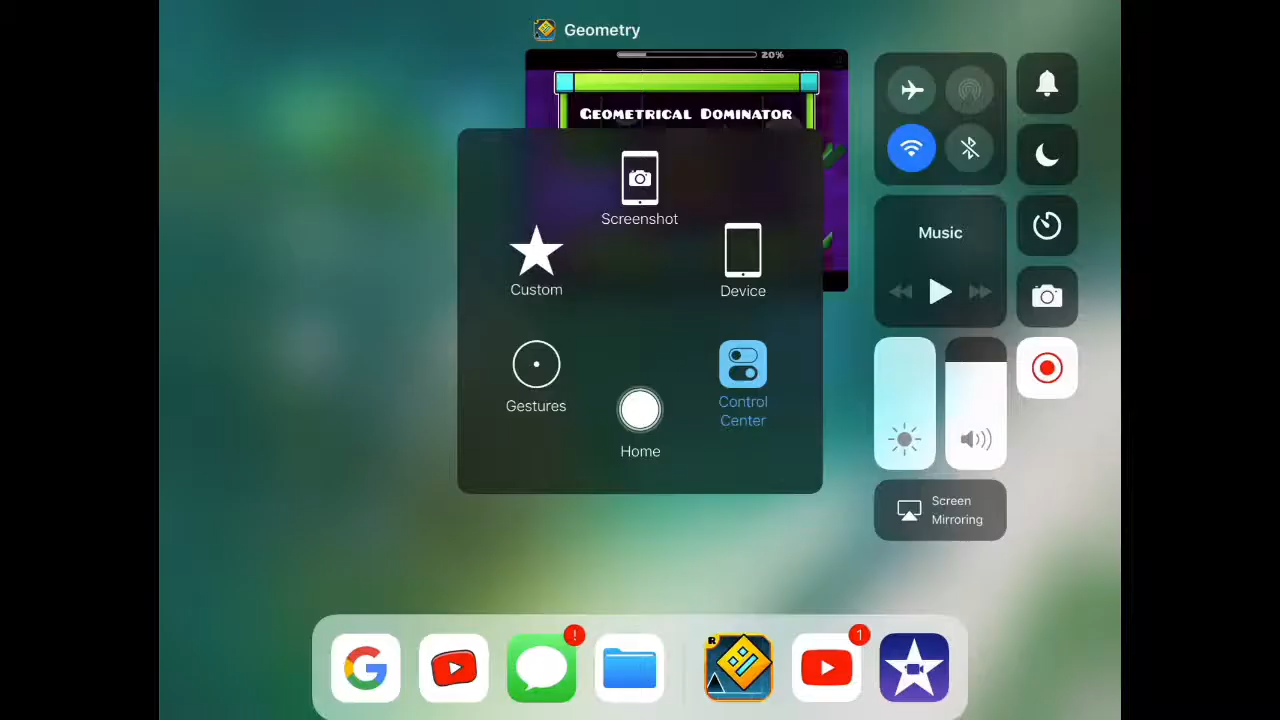 Geometry
20%
Geometrical Dominator
Screenshot
Custom
Device
Gestures
Control
Center
Home
Music
Screen
Mirroring
!
R
1